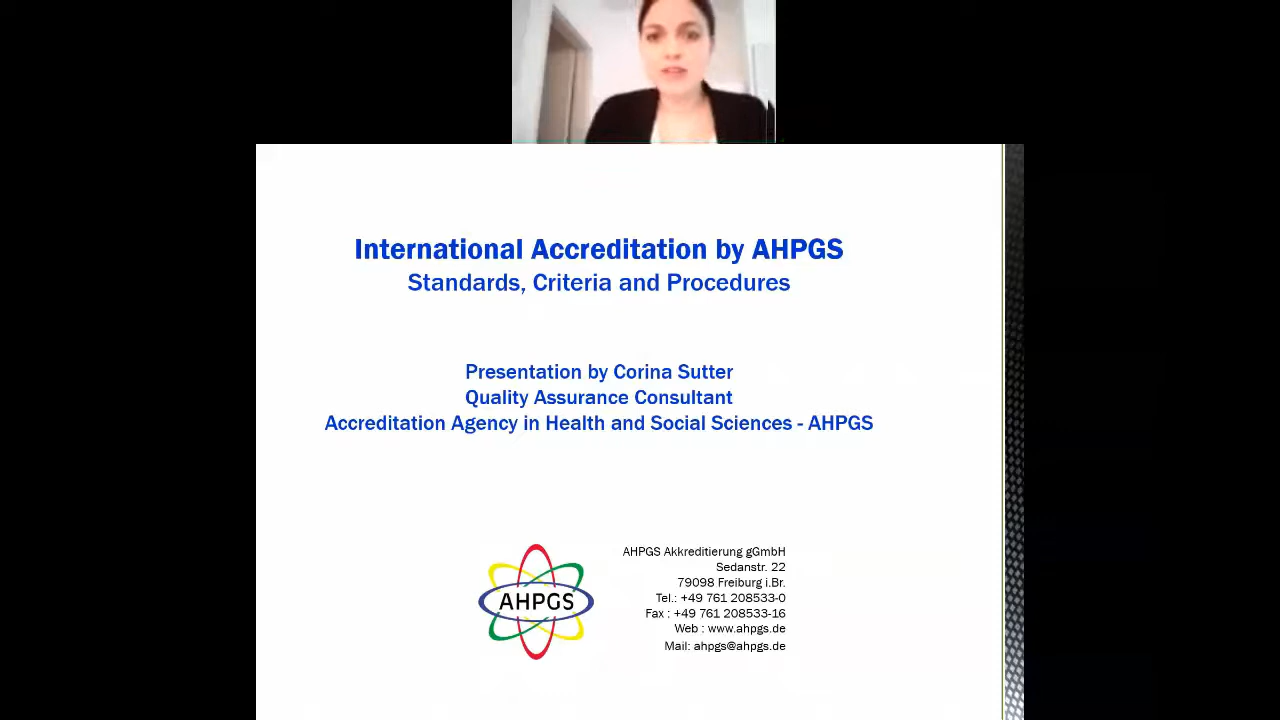 International Accreditation by AHPGS
Standards, Criteria and Procedures
Presentation by Corina Sutter
Quality Assurance Consultant
Accreditation Agency in Health and Social Sciences - AHPGS
AHPGS
AHPGS Akkreditierung gGmbH
Sedanstr. 22
79098 Freiburg i.Br.
Tel.: +49 761 208533-0
Fax : +49 761 208533-16
Web : www.ahpgs.de
Mail: ahpgs@ahpgs.de